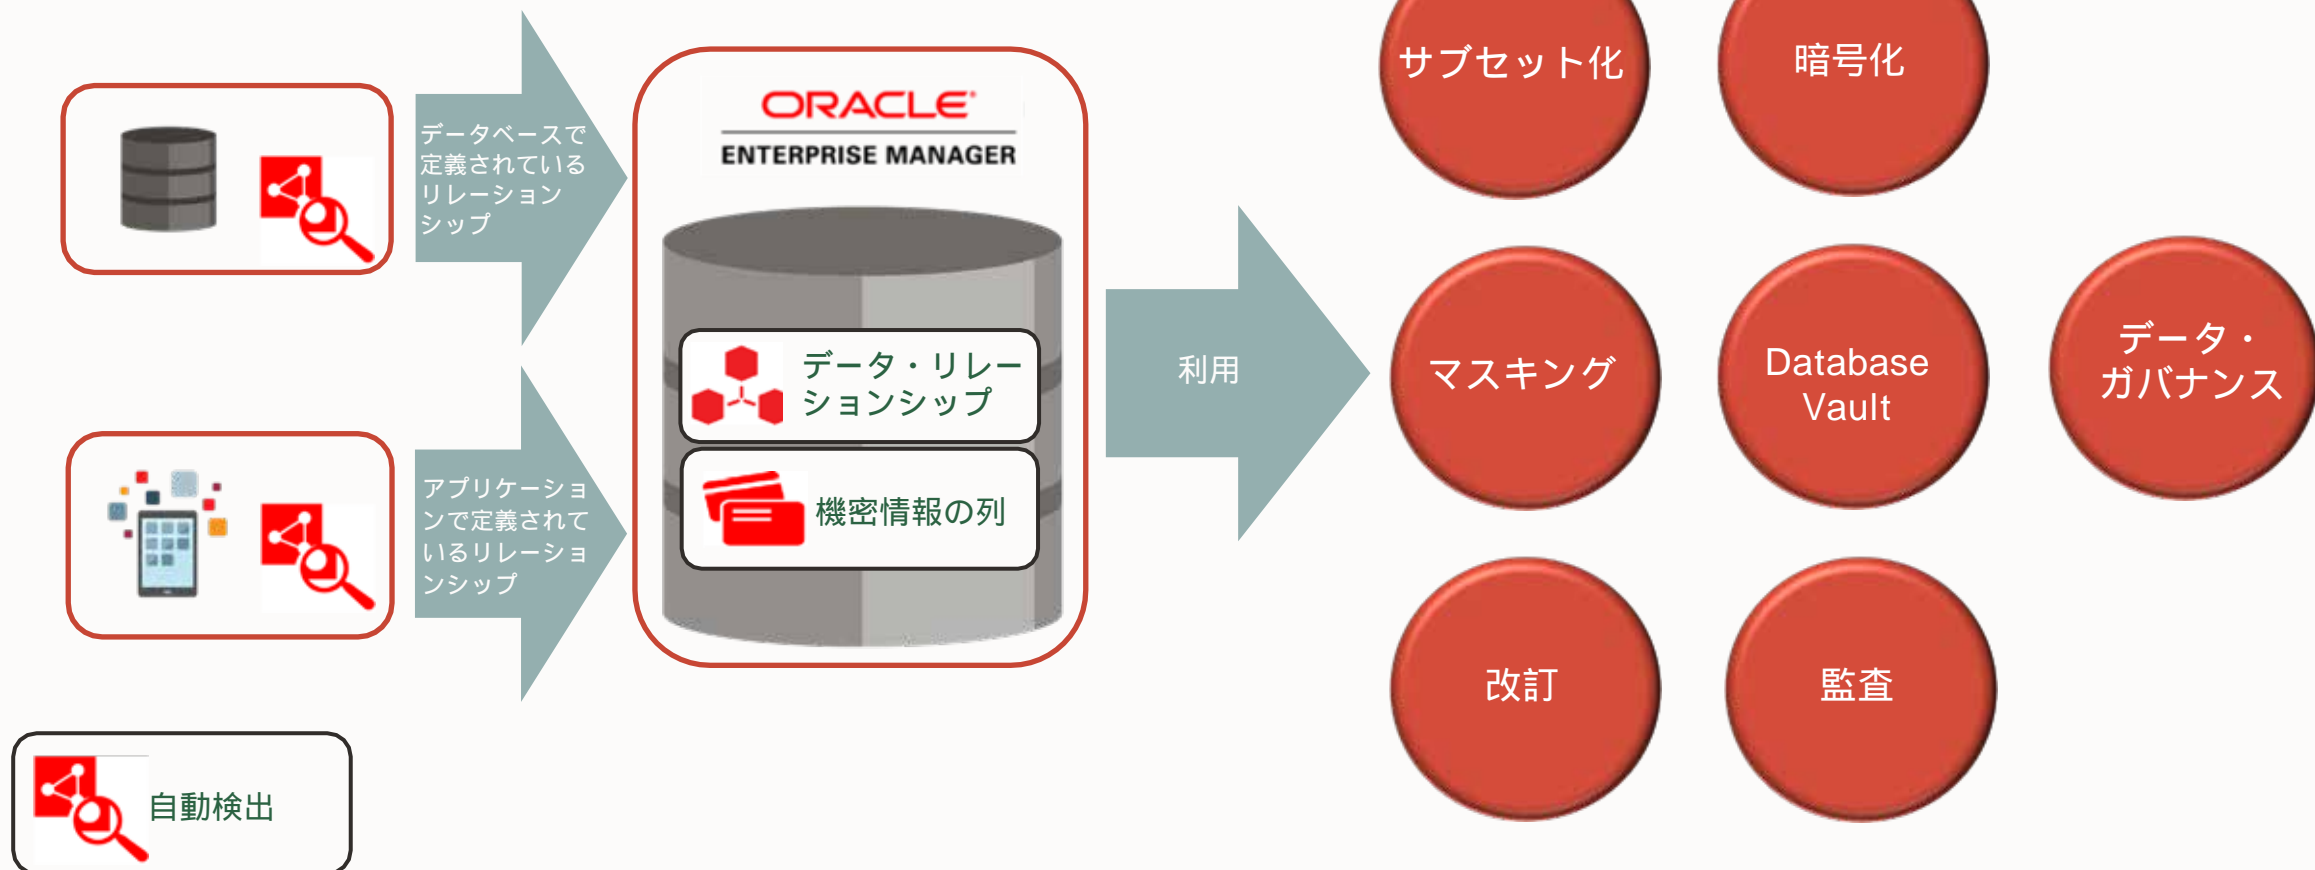 データベースで
定義されている
リレーション
シップ
アプリケーショ
ンで定義されて
いるリレーショ
ンシップ
自動検出
ORACLE®
ENTERPRISE MANAGER
データ・リレー
ションシップ
機密情報の列
利用
サブセット化
暗号化
マスキング
Database
Vault
データ・
ガバナンス
改訂
監査